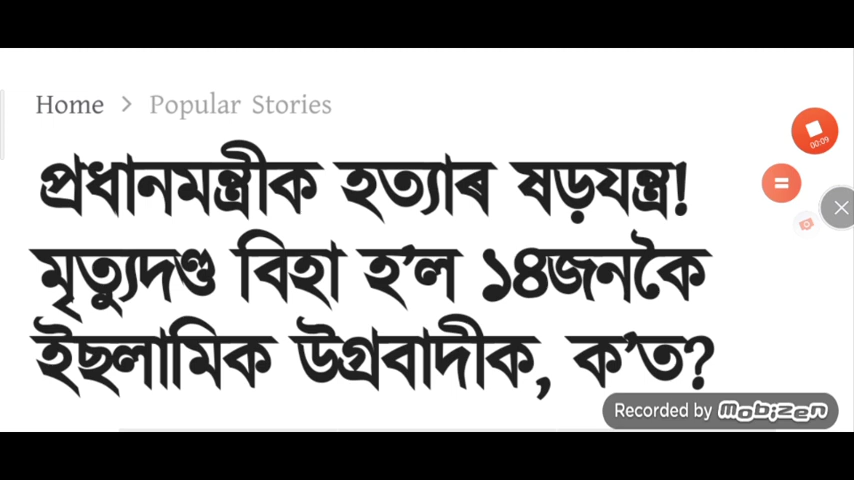 Home > Popular Stories
00:09
প্ৰধানমন্ত্ৰীক হত্যাৰ ষড়যন্ত্ৰ!
মৃত্যুদণ্ড বিহা হ’ল ১৪জনকৈ
ইছলামিক উগ্ৰবাদীক, ক’ত?
Recorded by Mobizen